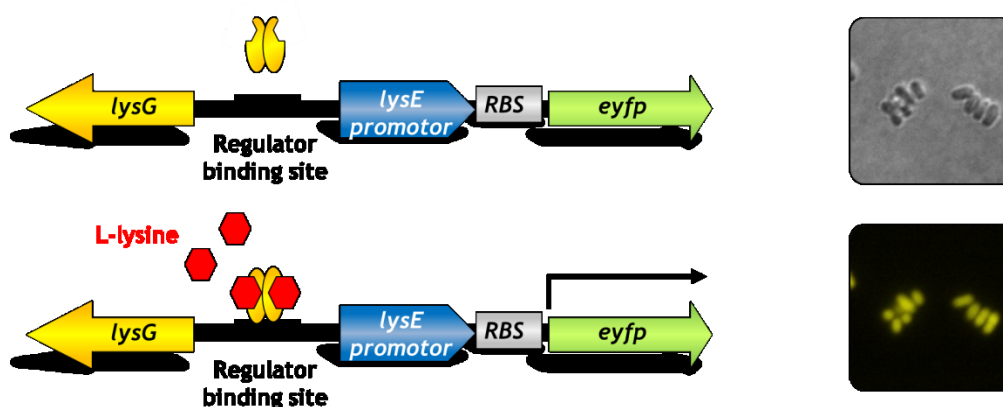 lysG
lysE
promotor
RBS
eyfp
Regulator
binding site
L-lysine
lysG
lysE
promotor
RBS
eyfp
Regulator
binding site